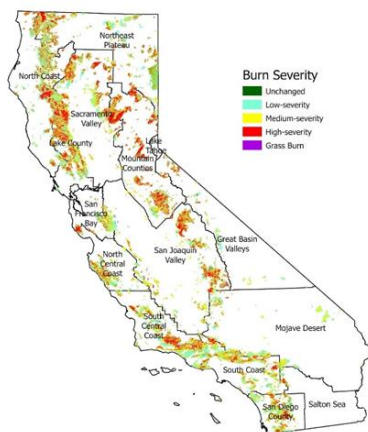 Northeast
Plateau
North Coast
Burn Severity
Unchanged
Low-severity
Medium-severity
High-severity
Grass Burn
Sacramento
Valley
Lake County
Lake
Tahoe
Mountain
Counties
San
Francisco
Bay
San Joaquin
Valley
Great Basin
Valleys
North
Central
Coast
South
Central
Coast
Mojave Desert
South Coast
San Diego
County
Salton Sea